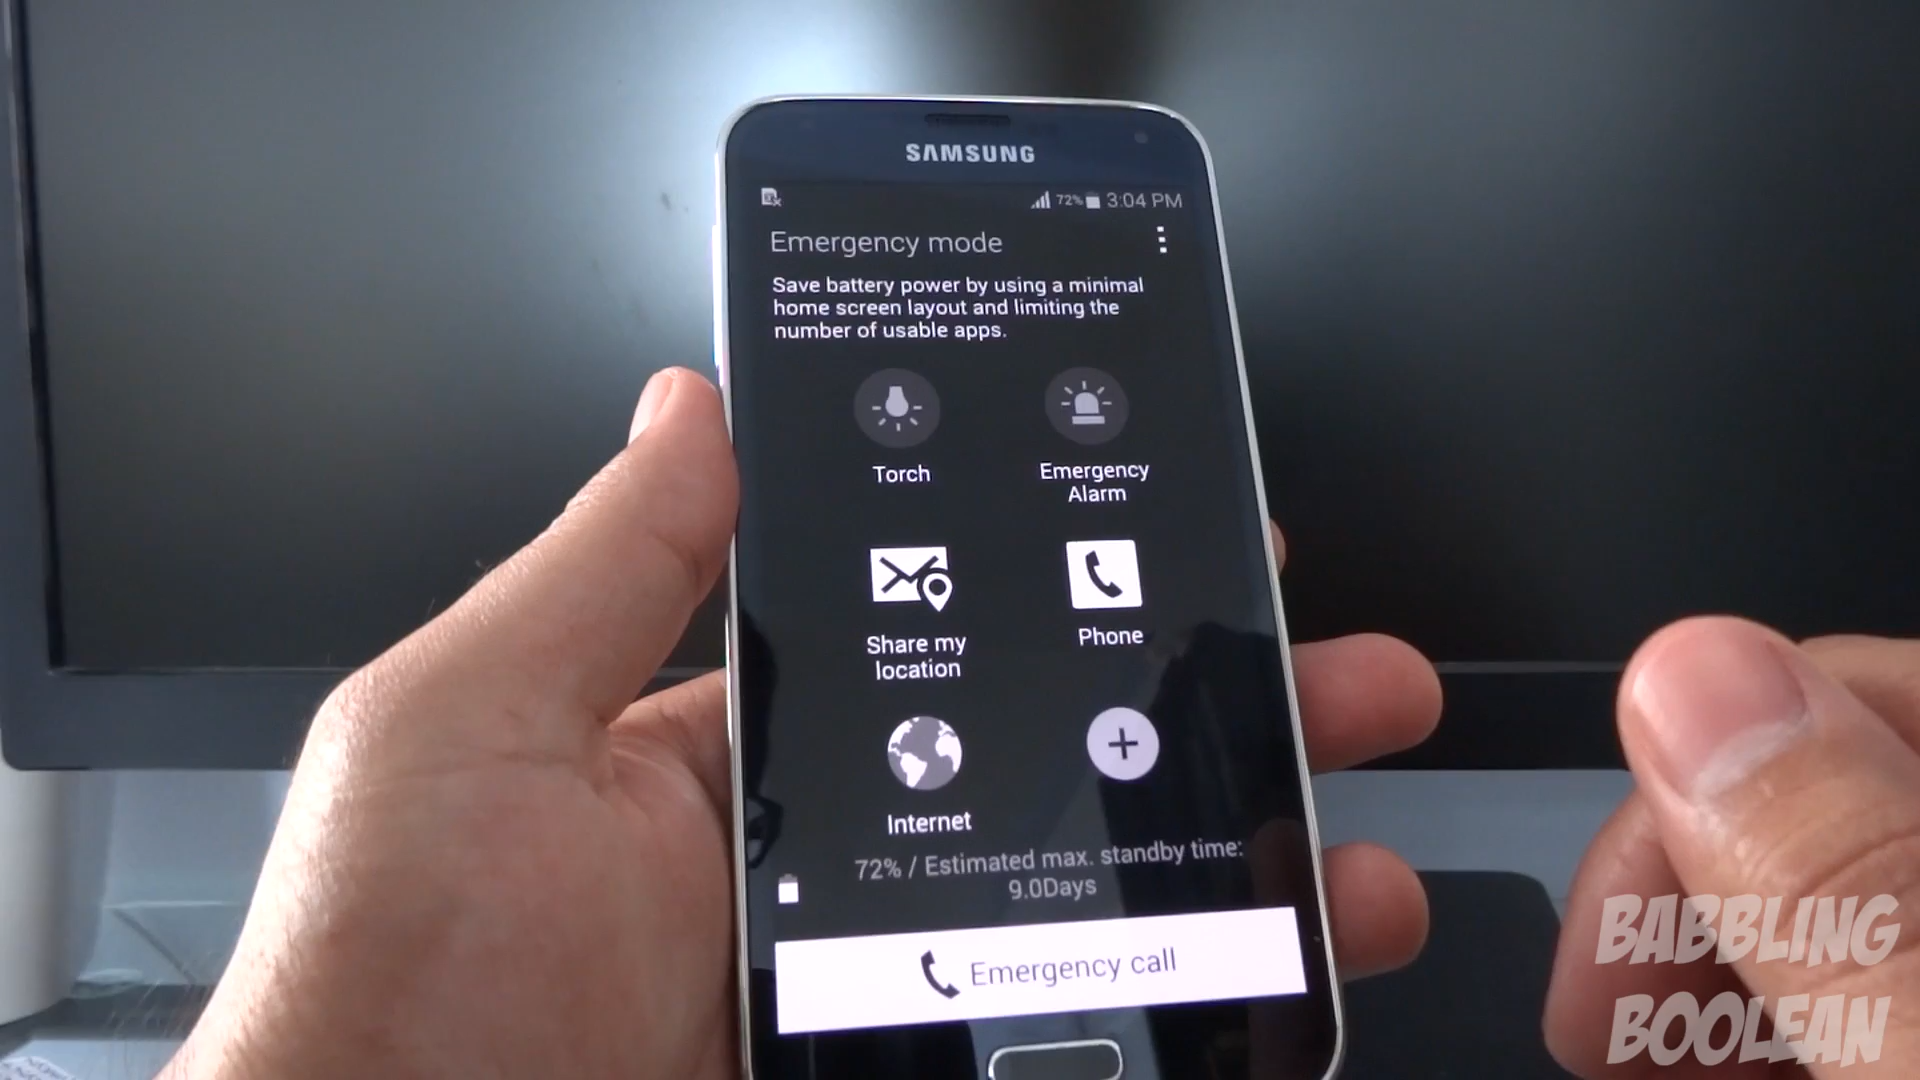 SAMSUNG
72% 3:04 PM
Emergency mode
Save battery power by using a minimal
home screen layout and limiting the
number of usable apps.
Torch
Emergency
Alarm
Share my
location
Phone
Internet
72% / Estimated max. standby time:
9.0Days
Emergency call
BABBLING
BOOLEAN